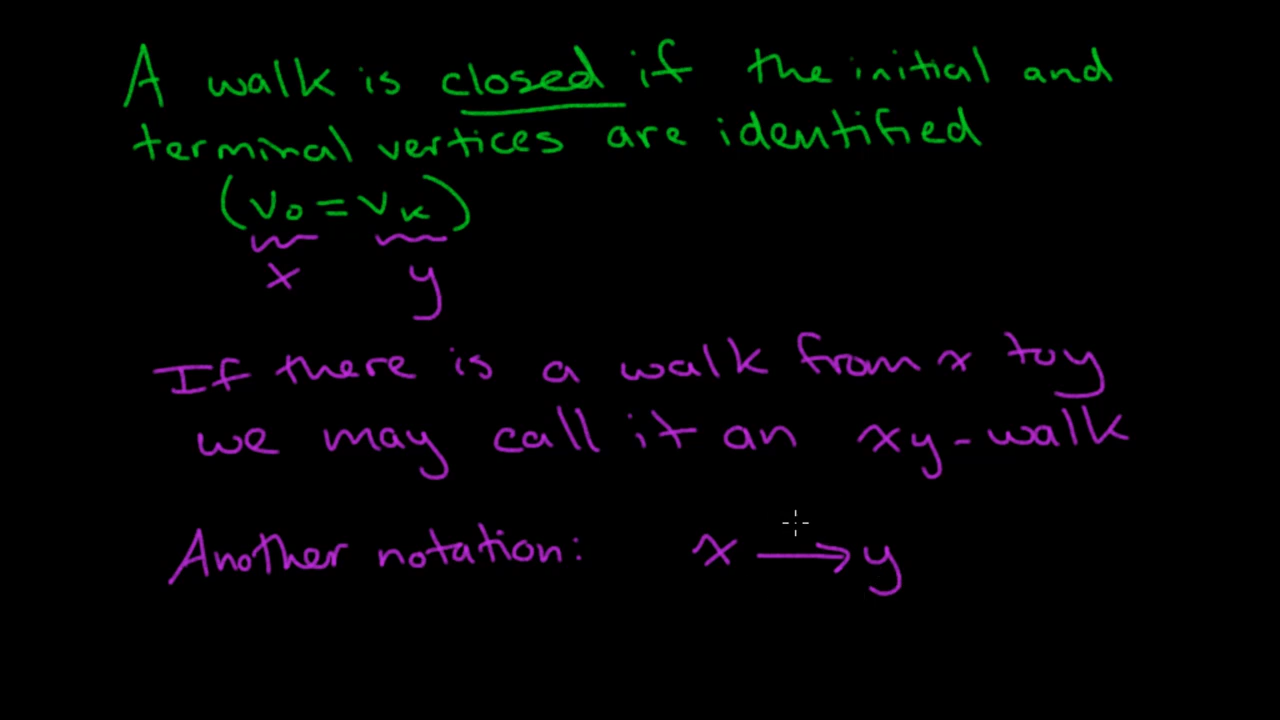 A walk is closed if the initial and
terminal vertices are identified
(v₀ = vₖ)
x y
If there is a walk from x to y
we may call it an xy-walk
Another notation: x → y